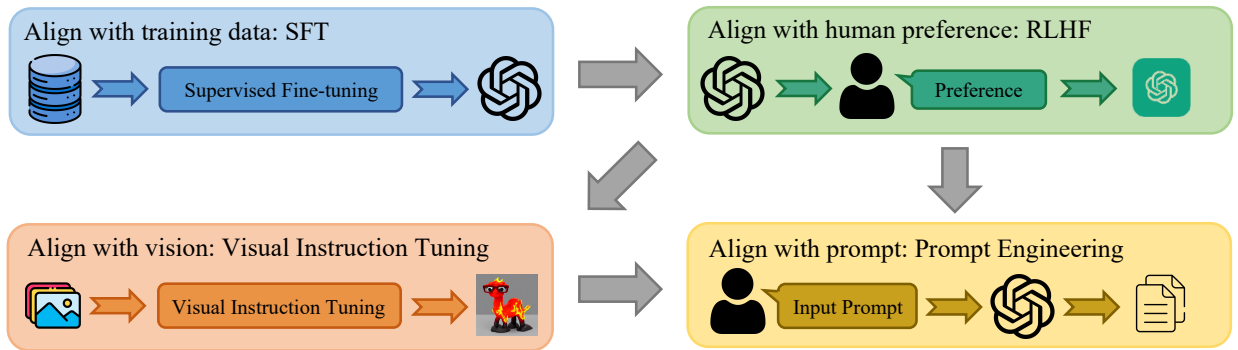 Align with training data: SFT
Supervised Fine-tuning
Align with human preference: RLHF
Preference
Align with vision: Visual Instruction Tuning
Visual Instruction Tuning
Align with prompt: Prompt Engineering
Input Prompt